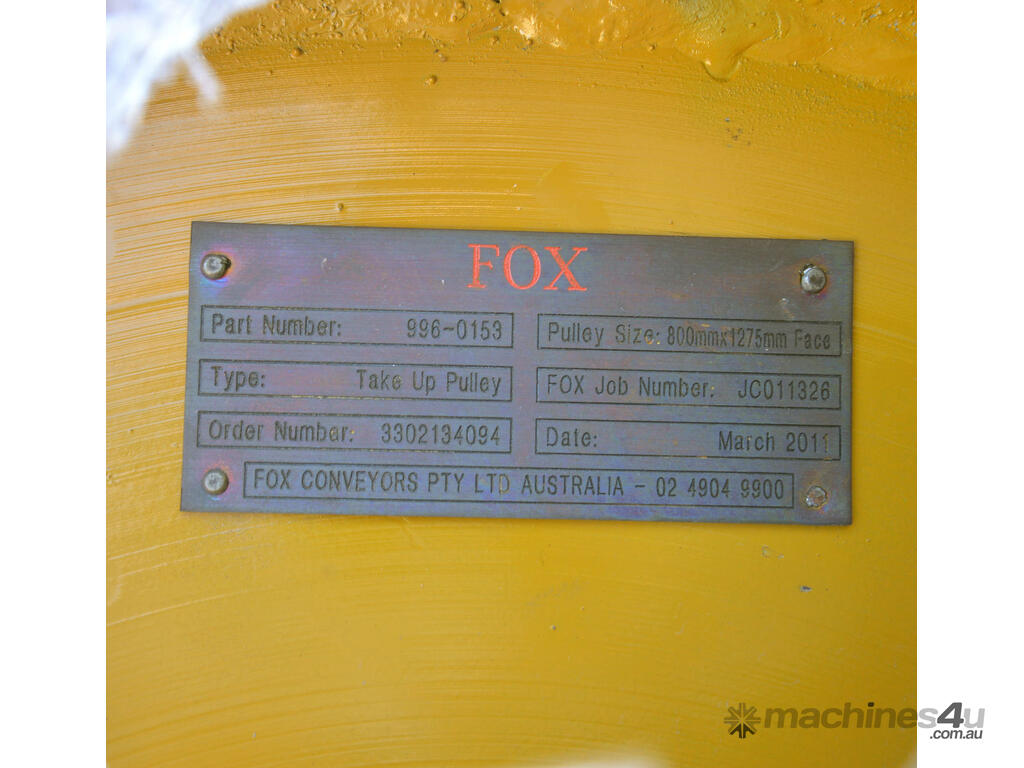 FOX
Part Number: 996-0153
Pulley Size: 800mmx1275mm Face
Type: Take Up Pulley
FOX Job Number: JC011326
Order Number: 3302134094
Date: March 2011
FOX CONVEYORS PTY LTD AUSTRALIA - 02 4904 9900
machines4u
.com.au